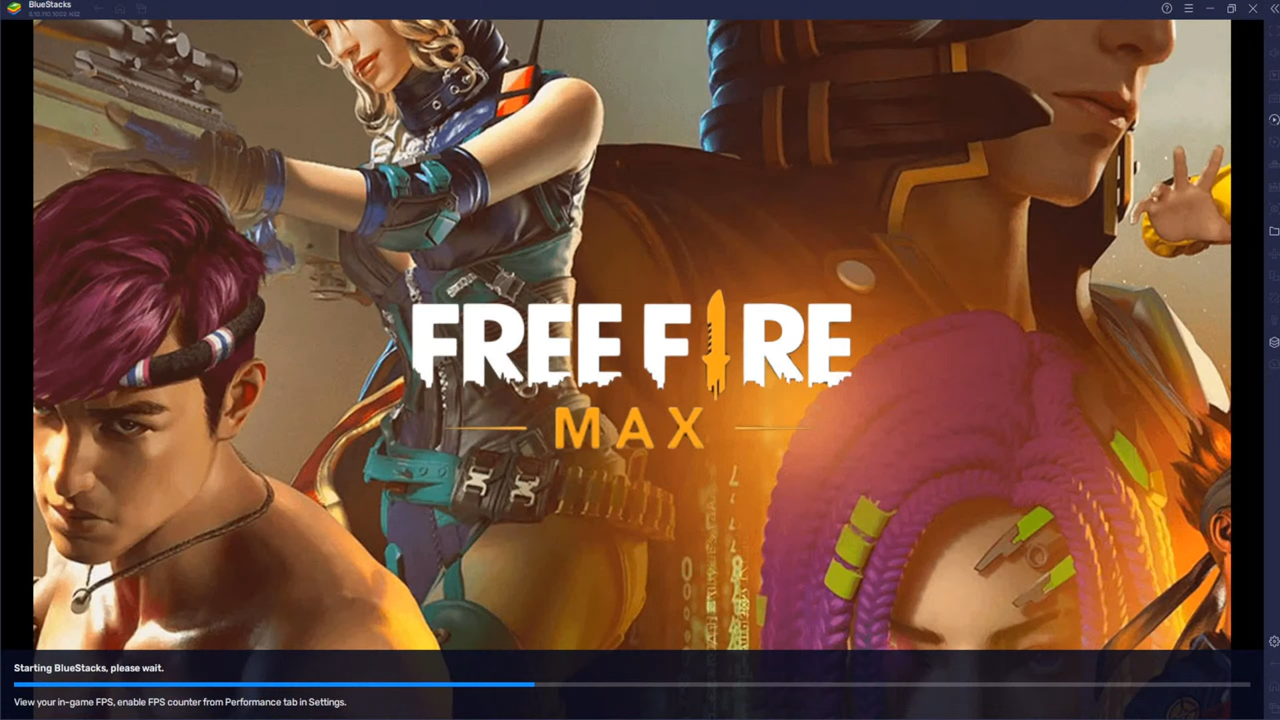 BlueStacks
FREE FIRE
MAX
Starting BlueStacks, please wait.
View your in-game FPS, enable FPS counter from Performance tab in Settings.